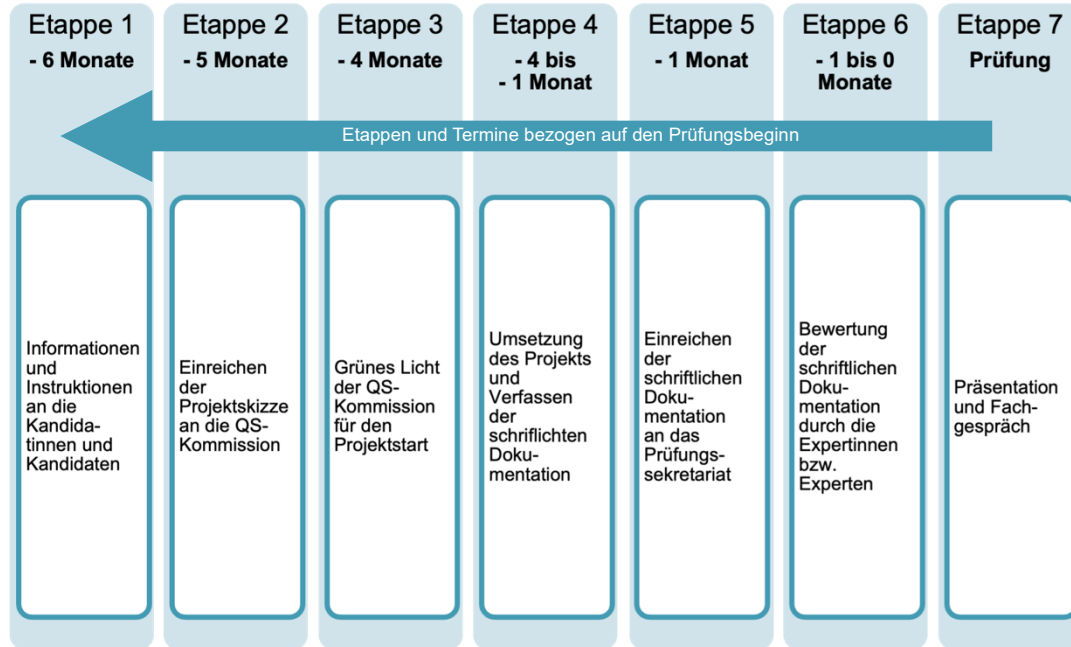 Etappe 1
- 6 Monate
Etappe 2
- 5 Monate
Etappe 3
- 4 Monate
Etappe 4
- 4 bis
- 1 Monat
Etappe 5
- 1 Monat
Etappe 6
- 1 bis 0
Monate
Etappe 7
Prüfung
Etappen und Termine bezogen auf den Prüfungsbeginn
Informationen
und
Instruktionen
an die
Kandida-
tinnen und
Kandidaten
Einreichen
der
Projektskizze
an die QS-
Kommission
Grünes Licht
der QS-
Kommission
für den
Projektstart
Umsetzung
des Projekts
und
Verfassen
der
schriflichten
Doku-
mentation
Einreichen
der
schriftlichen
Doku-
mentation
an das
Prüfungs-
sekretariat
Bewertung
der
schriftlichen
Doku-
mentation
durch die
Expertinnen
bzw.
Experten
Präsentation
und Fach-
gespräch